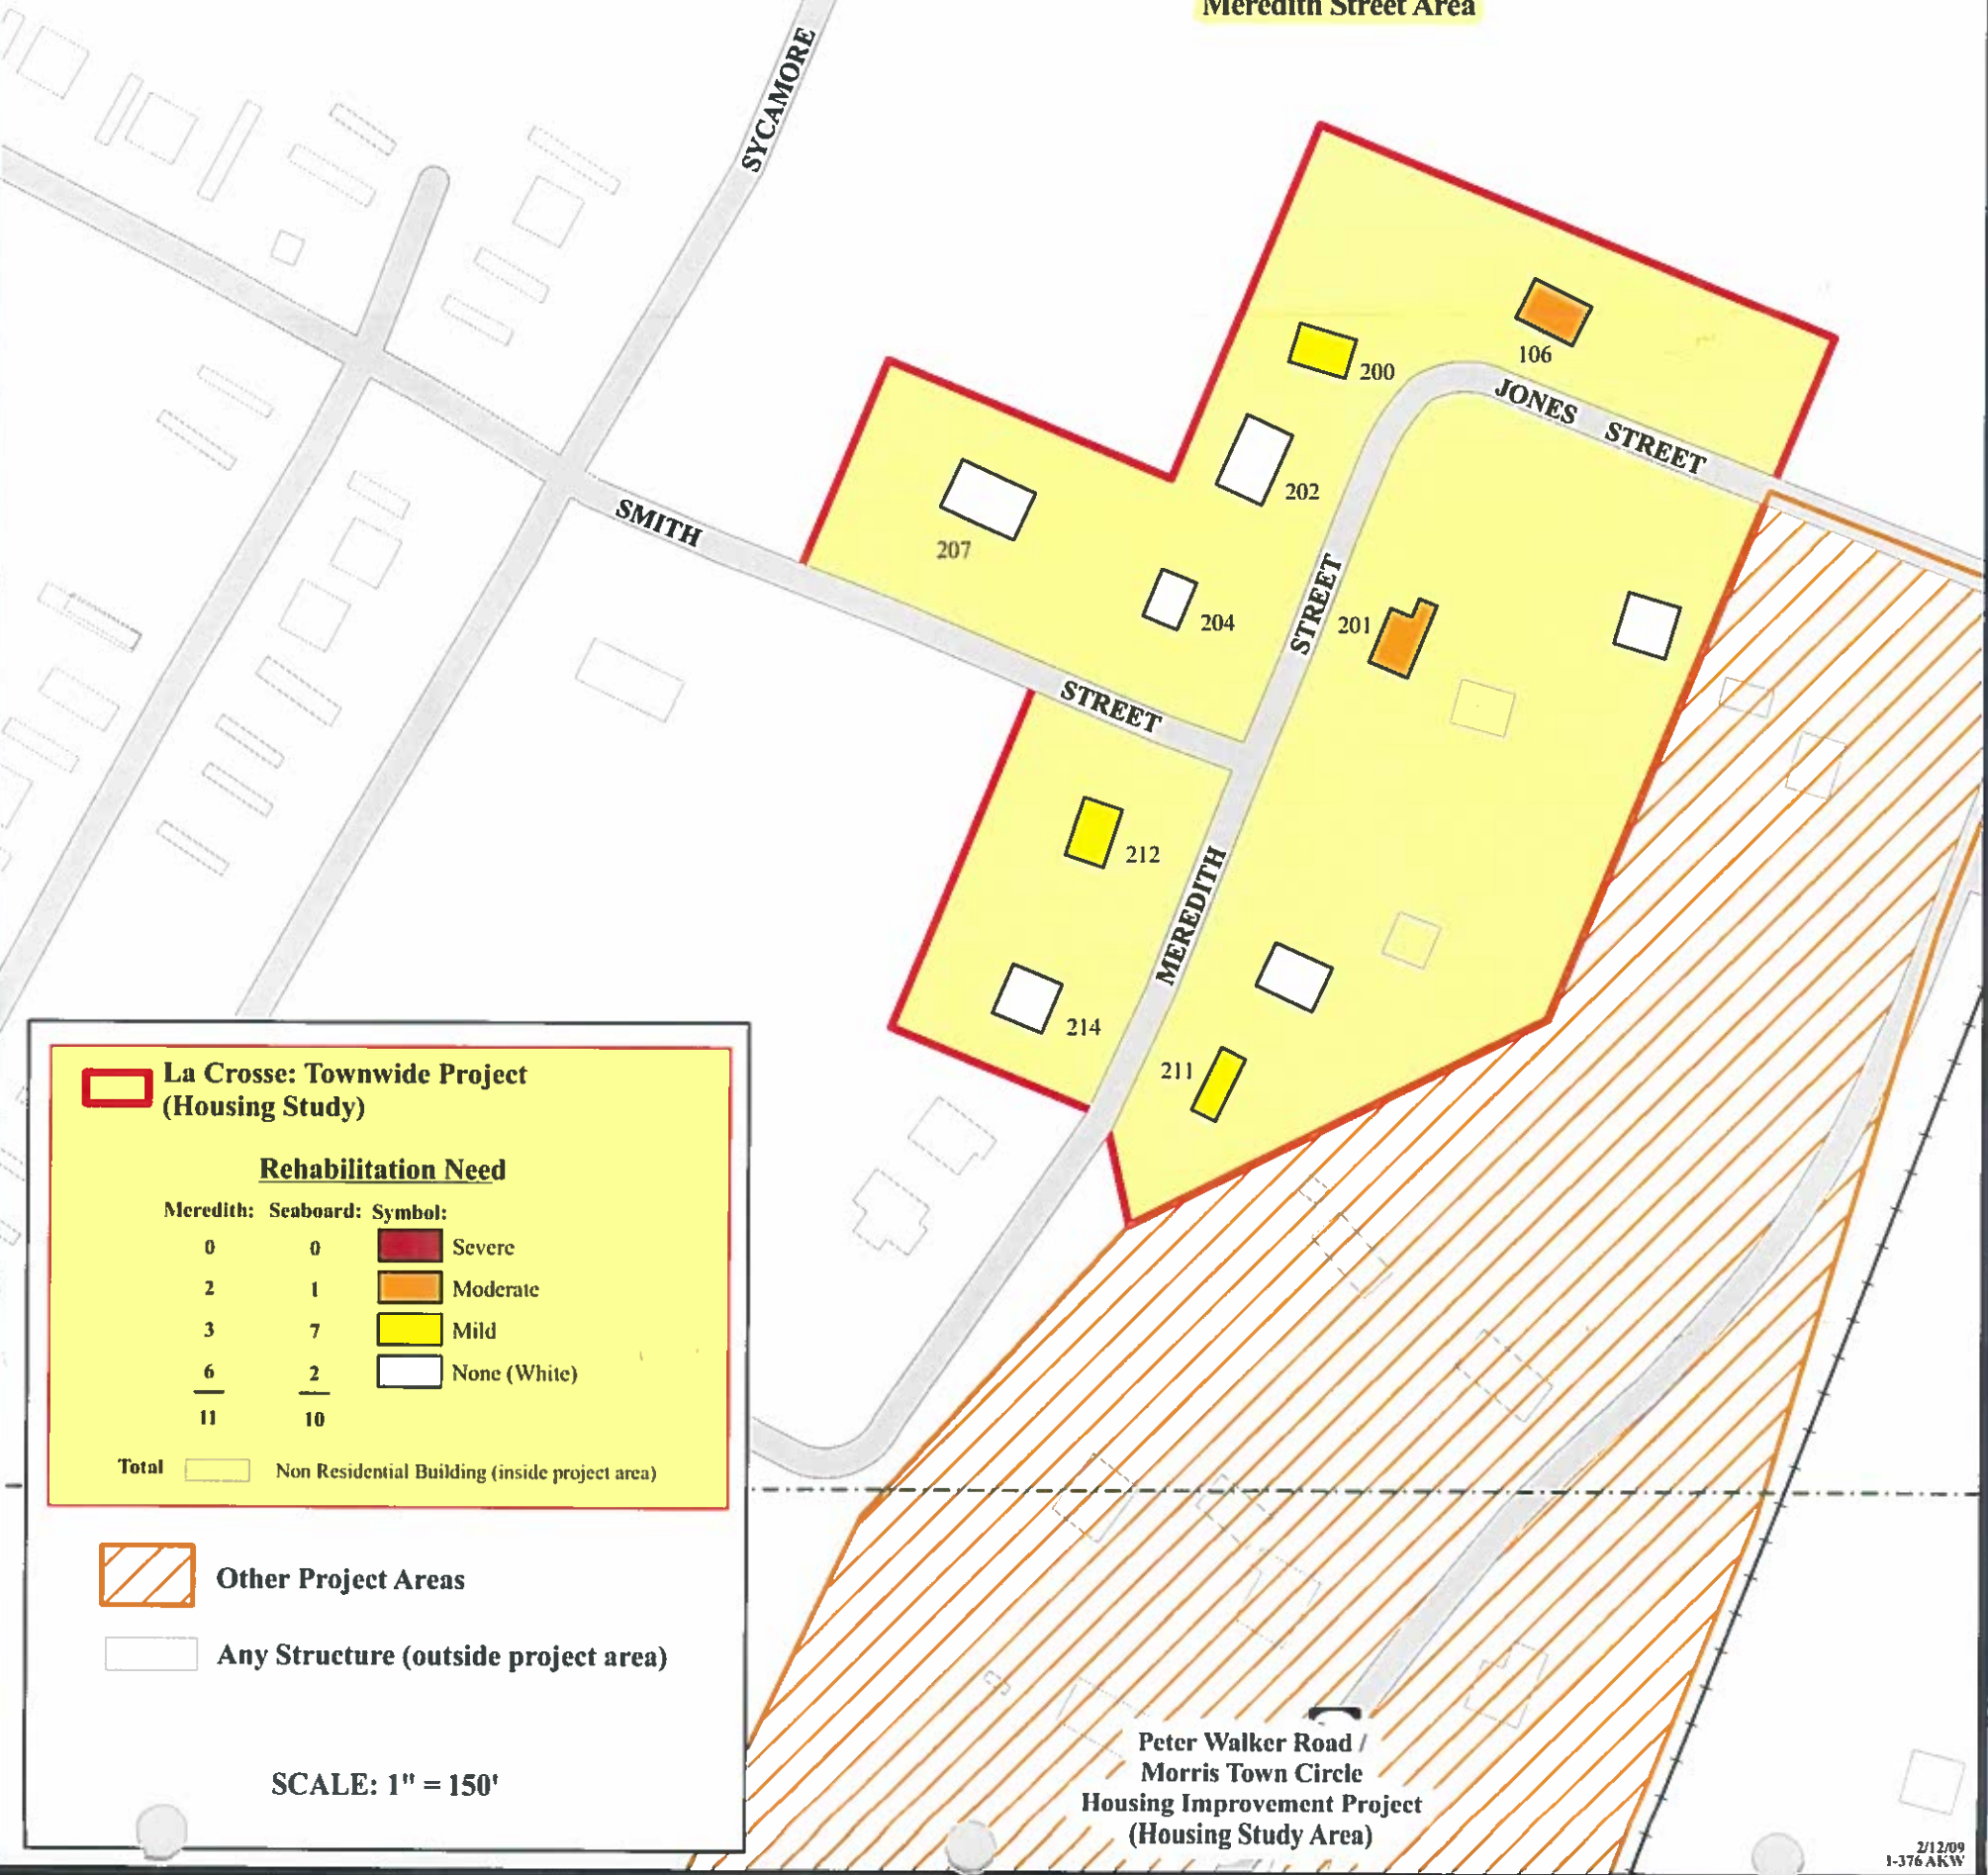 Meredith Street Area
SYCAMORE
106
200
JONES STREET
202
SMITH
207
204
STREET
201
STREET
212
MEREDITH
214
211
La Crosse: Townwide Project
(Housing Study)
Rehabilitation Need
Meredith: Seaboard: Symbol:
0 0 Severe
2 1 Moderate
3 7 Mild
6 2 None (White)
11 10
Total Non Residential Building (inside project area)
Other Project Areas
Any Structure (outside project area)
SCALE: 1" = 150'
Peter Walker Road /
Morris Town Circle
Housing Improvement Project
(Housing Study Area)
2/12/09
1-376 AKW